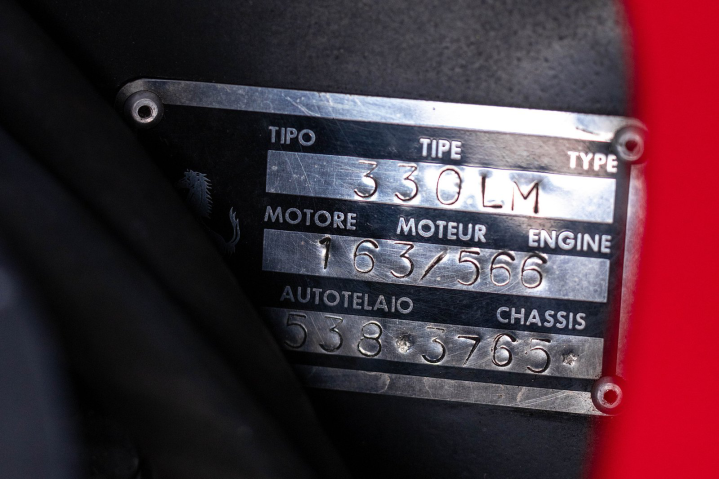 TIPO TIPE TYPE
330LM
MOTORE MOTEUR ENGINE
163/566
AUTOTELAIO CHASSIS
538*3765*